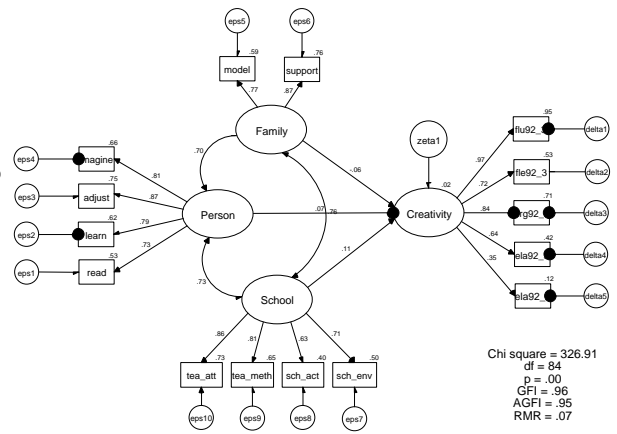 eps5
eps6
.59
.76
model
support
.77
.87
Family
zeta1
.95
flu92_
delta1
.66
eps4
magine
.70
-.06
.97
.53
.02
.72
fle92_3
delta2
.81
.75
eps3
adjust
.87
Person
.07
.76
Creativity
.84
.71
rg92_
delta3
.62
eps2
learn
.79
.11
.64
.42
ela92_
delta4
.53
.73
eps1
read
.35
.12
ela92_
delta5
.73
School
.86
.81
.63
.71
.73
.65
.40
.50
tea_att
tea_meth
sch_act
sch_env
eps10
eps9
eps8
eps7
Chi square = 326.91
df = 84
p = .00
GFI = .96
AGFI = .95
RMR = .07